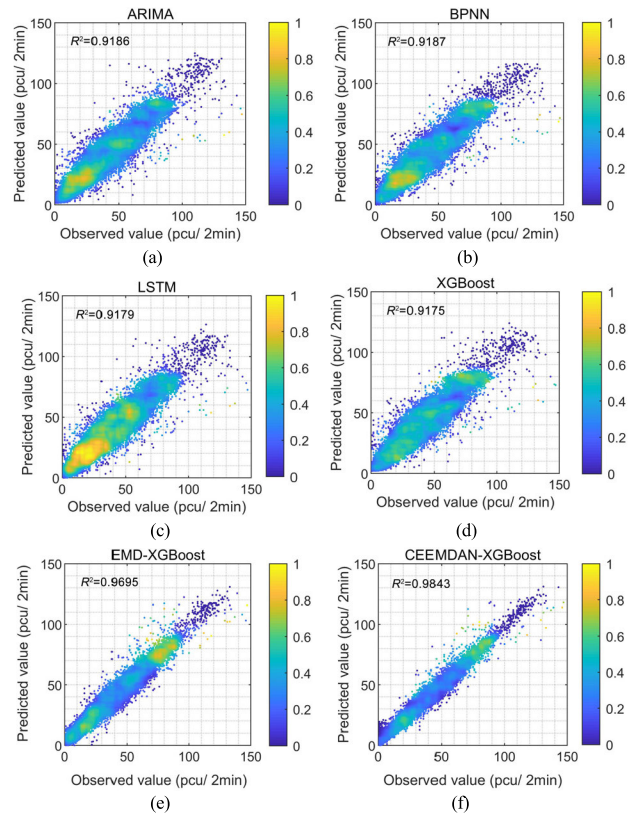 ARIMA
R²=0.9186
Predicted value (pcu/ 2min)
150
100
50
0
0 50 100 150
Observed value (pcu/ 2min)
1
0.8
0.6
0.4
0.2
0
(a)
BPNN
R²=0.9187
Predicted value (pcu/ 2min)
150
100
50
0
0 50 100 150
Observed value (pcu/ 2min)
1
0.8
0.6
0.4
0.2
0
(b)
LSTM
R²=0.9179
Predicted value (pcu/ 2min)
150
100
50
0
0 50 100 150
Observed value (pcu/ 2min)
1
0.8
0.6
0.4
0.2
0
(c)
XGBoost
R²=0.9175
Predicted value (pcu/ 2min)
150
100
50
0
0 50 100 150
Observed value (pcu/ 2min)
1
0.8
0.6
0.4
0.2
0
(d)
EMD-XGBoost
R²=0.9695
Predicted value (pcu/ 2min)
150
100
50
0
0 50 100 150
Observed value (pcu/ 2min)
1
0.8
0.6
0.4
0.2
0
(e)
CEEMDAN-XGBoost
R²=0.9843
Predicted value (pcu/ 2min)
150
100
50
0
0 50 100 150
Observed value (pcu/ 2min)
1
0.8
0.6
0.4
0.2
0
(f)